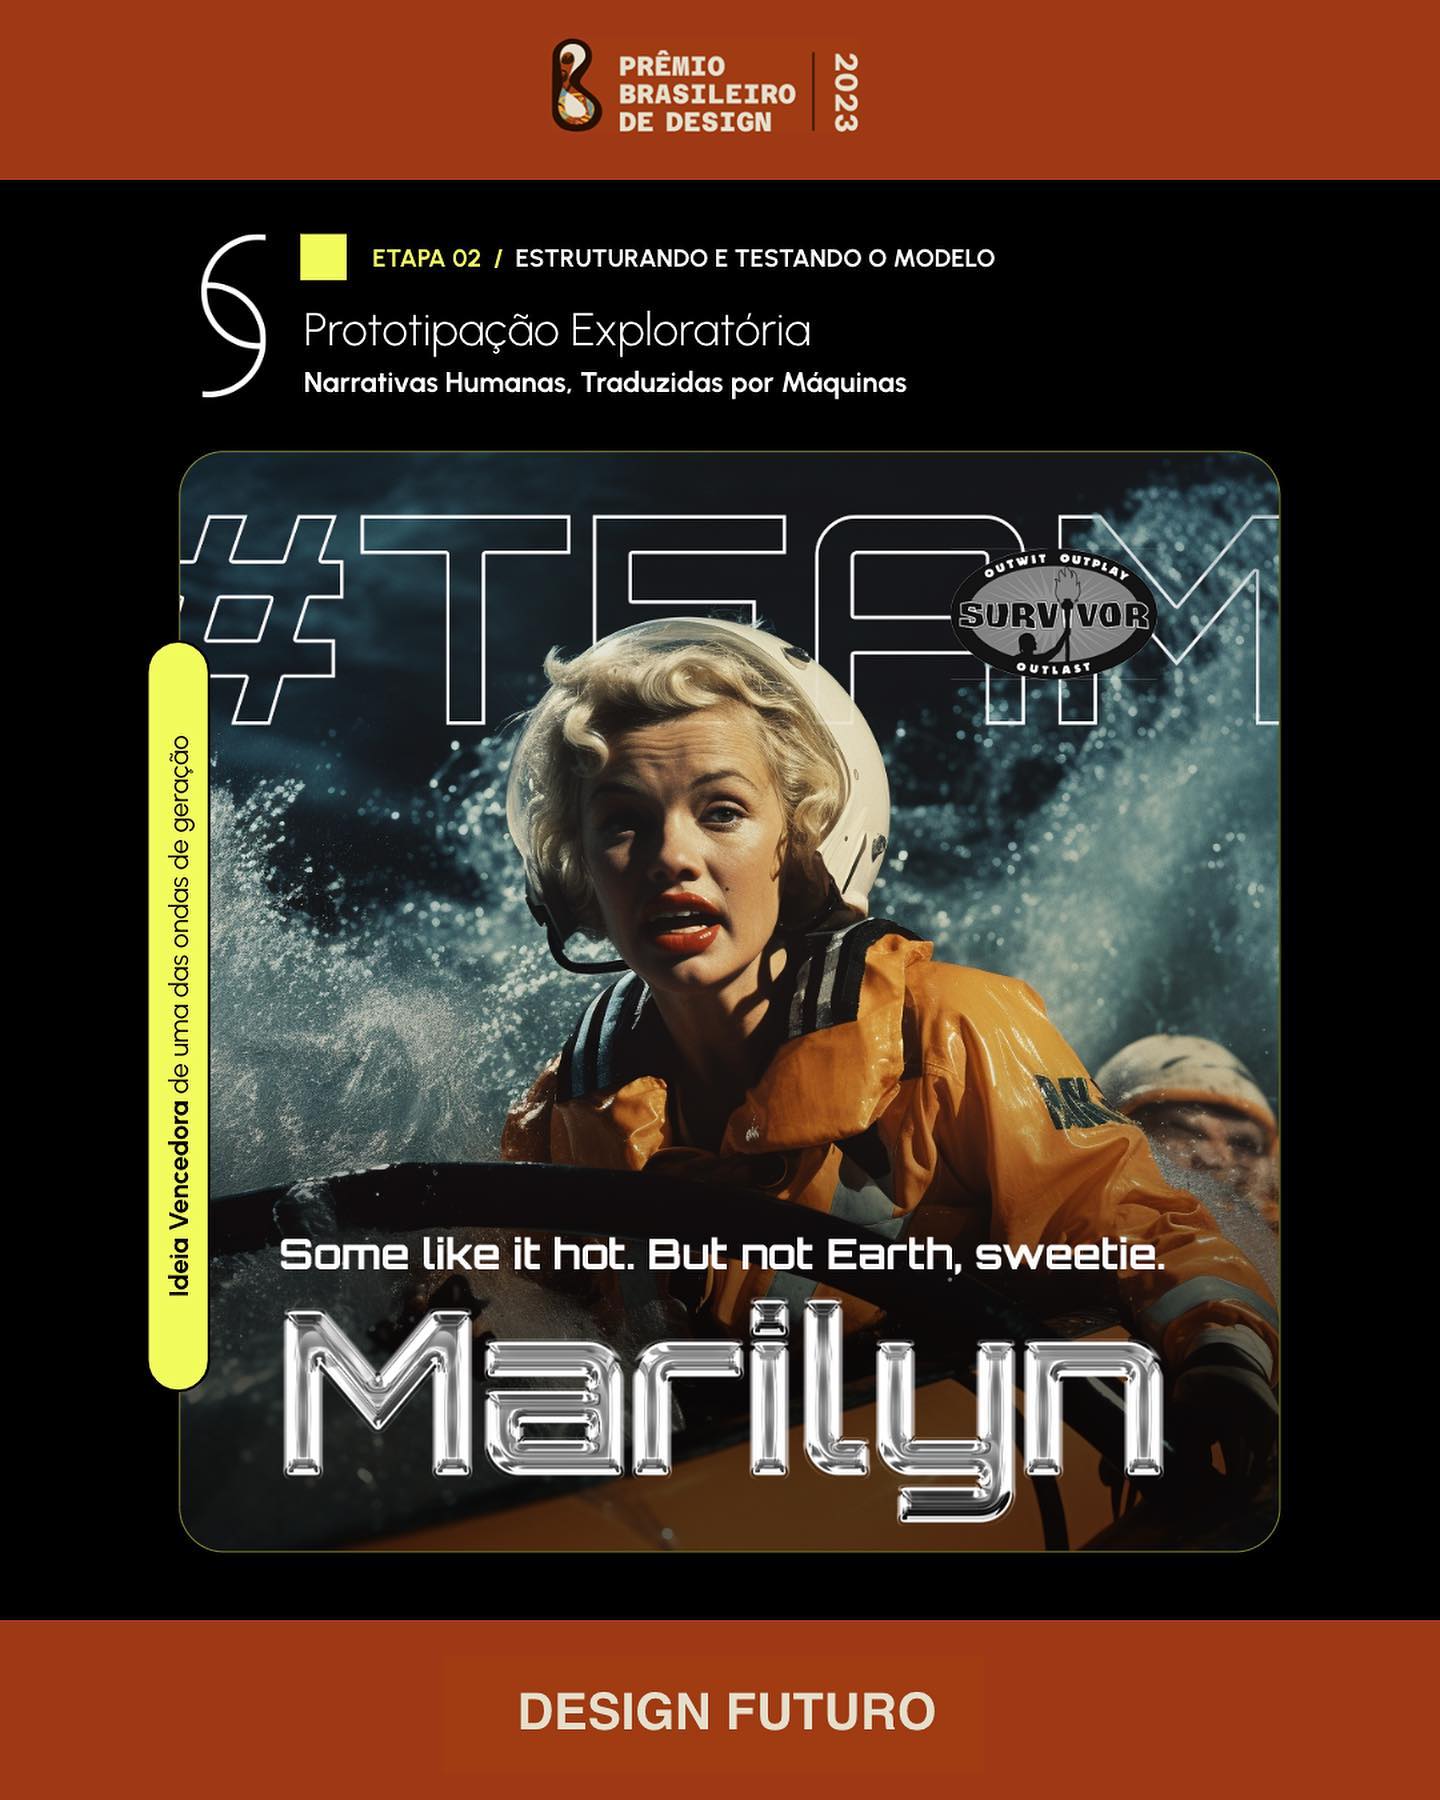 PRÊMIO
BRASILEIRO
DE DESIGN
2023
ETAPA 02 / ESTRUTURANDO E TESTANDO O MODELO
Prototipação Exploratória
Narrativas Humanas, Traduzidas por Máquinas
#TEAM
OUTWIT OUTPLAY
SURVIVOR
OUTLAST
Ideia Vencedora de uma das ondas de geração
Some like it hot. But not Earth, sweetie.
Marilyn
DESIGN FUTURO